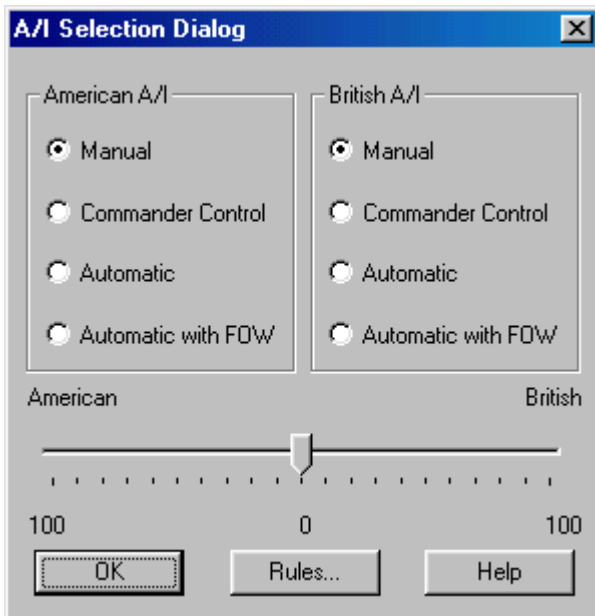 A/I Selection Dialog
American A/I
Manual
Commander Control
Automatic
Automatic with FOW
British A/I
Manual
Commander Control
Automatic
Automatic with FOW
American British
100 0 100
OK Rules... Help